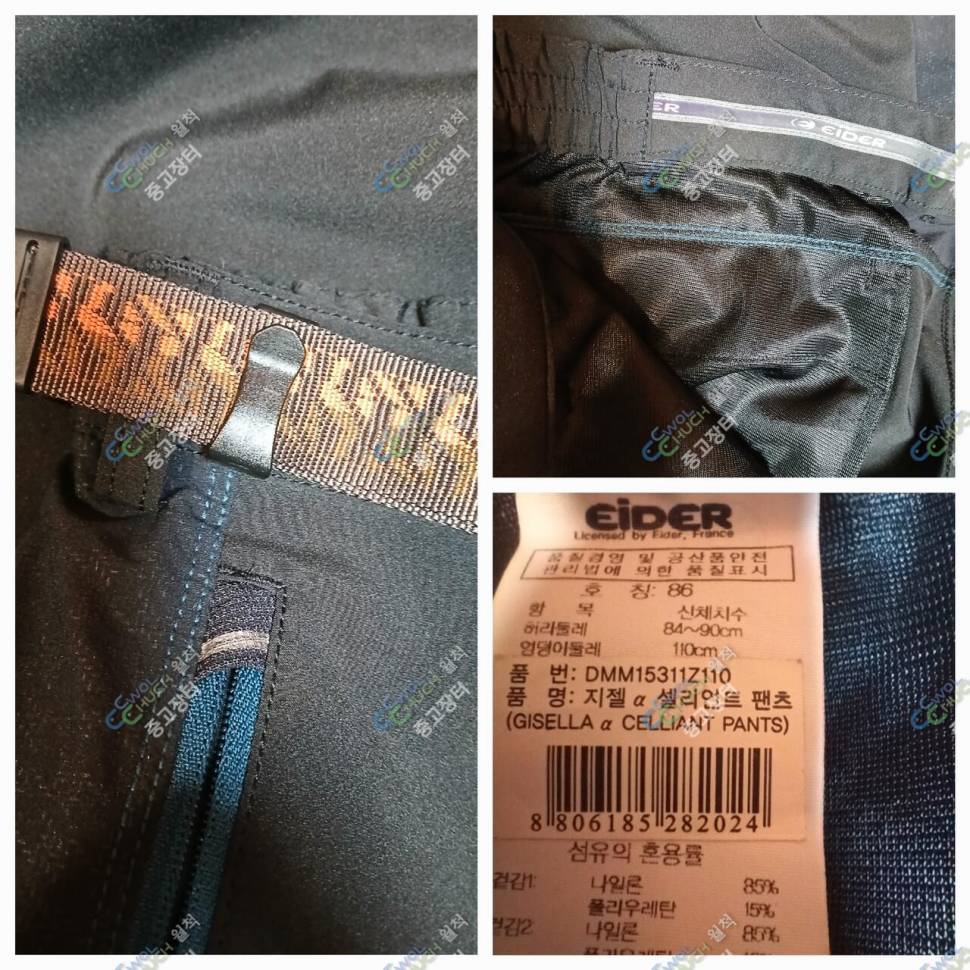 ER EIDER
EiDER
Licensed by Eider, France
품질경영 및 공산품안전
관리법에 의한 품질표시
호 칭: 86
항 목 신체치수
허리둘레 84~90cm
엉덩이둘레 110cm
품 번: DMM15311Z110
품 명: 지젤 α 셀리언트 팬츠
(GISELLA α CELLIANT PANTS)
8 806185 282024
섬유의 혼용률
겉감1: 나일론 85%
폴리우레탄 15%
겉감2 나일론 85%
WOL CHUCH 월척
중고장터